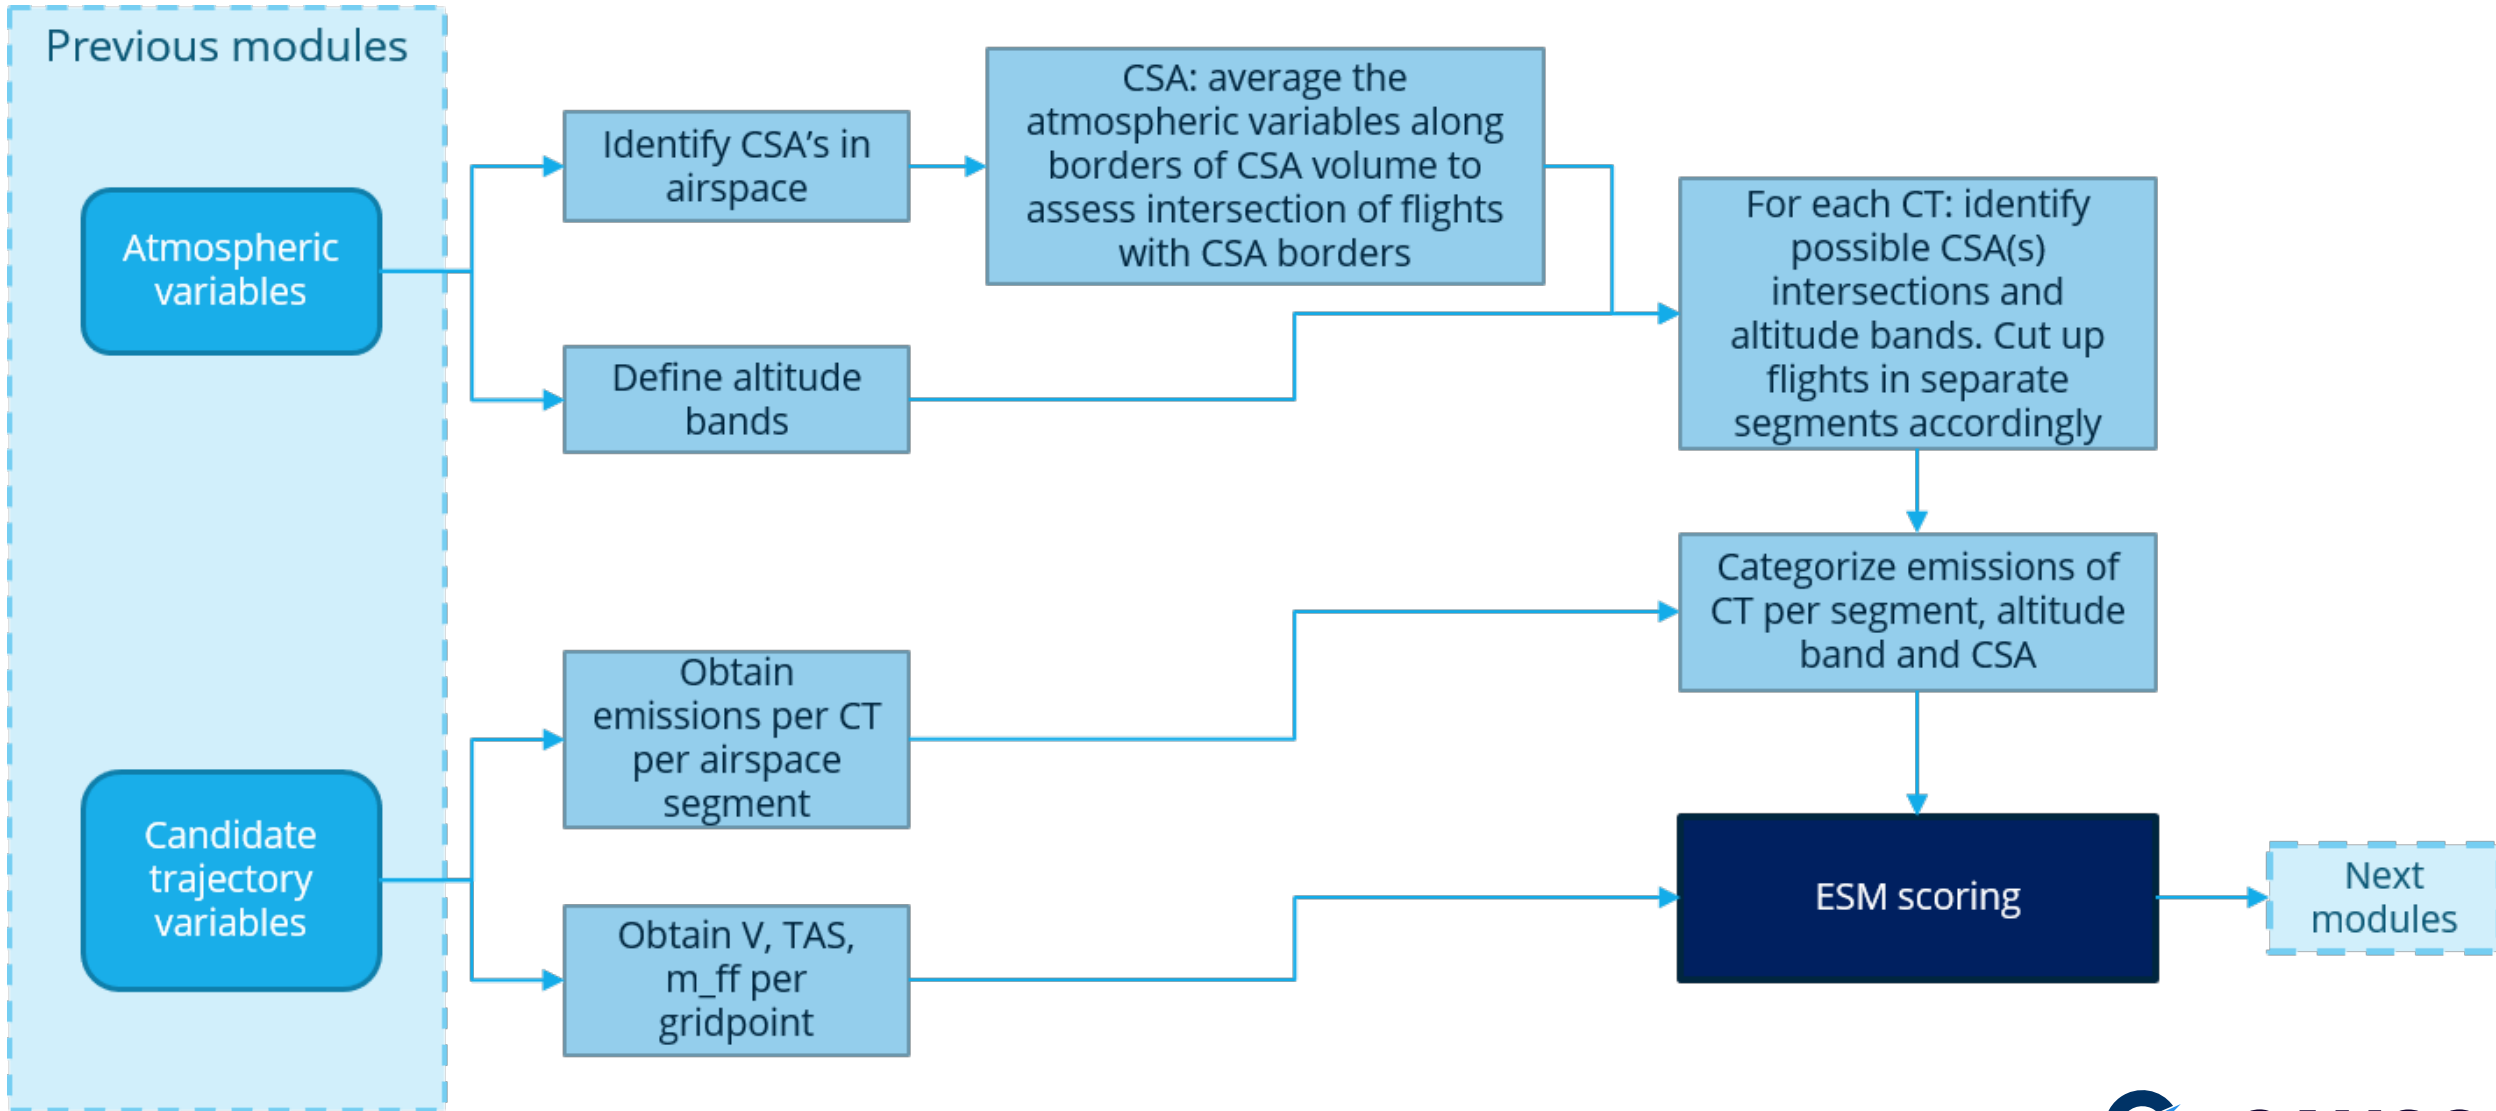 Previous modules
Atmospheric
variables
Identify CSA’s in
airspace
CSA: average the
atmospheric variables along
borders of CSA volume to
assess intersection of flights
with CSA borders
Define altitude
bands
For each CT: identify
possible CSA(s)
intersections and
altitude bands. Cut up
flights in separate
segments accordingly
Categorize emissions of
CT per segment, altitude
band and CSA
Candidate
trajectory
variables
Obtain
emissions per CT
per airspace
segment
Obtain V, TAS,
m_ff per
gridpoint
ESM scoring
Next
modules